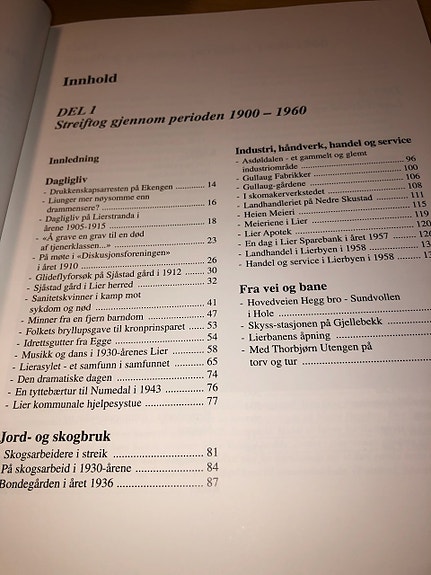 Innhold
DEL 1
Streiftog gjennom perioden 1900 – 1960
Innledning
Dagligliv
- Drukkenskapsarresten på Ekengen ........... 14
- Liunger mer nøysomme enn
drammensere? ........... 16
- Dagligliv på Lierstranda i
årene 1905-1915 ........... 18
- «Å grave en grav til en død
af tjenerklassen...» ........... 23
- På møte i «Diskusjonsforeningen»
i året 1910 ........... 26
- Glideflyforsøk på Sjåstad gård i 1912 ........... 30
- Sjåstad gård i Lier herred ........... 32
- Sanitetskvinner i kamp mot
sykdom og nød ........... 41
- Minner fra en fjern barndom ........... 47
- Folkets bryllupsgave til kronprinsparet ........... 53
- Idrettsgutter fra Egge ........... 54
- Musikk og dans i 1930-årenes Lier ........... 58
- Lierasylet - et samfunn i samfunnet ........... 65
- Den dramatiske dagen ........... 74
- En tyttebærtur til Numedal i 1943 ........... 76
- Lier kommunale hjelpesystue ........... 77
Jord- og skogbruk
Skogsarbeidere i streik ........... 81
På skogsarbeid i 1930-årene ........... 84
Bondegården i året 1936 ........... 87
Industri, håndverk, handel og service
- Asdøldalen - et gammelt og glemt
industriområde ........... 96
- Gullaug Fabrikker ........... 100
- Gullaug-gårdene ........... 106
- I skomakerverkstedet ........... 108
- Landhandleriet på Nedre Skustad ........... 111
- Heien Meieri ........... 115
- Meieriene i Lier ........... 119
- Lier Apotek
- En dag i Lier Sparebank i året 1957
- Landhandel i Lierbyen i 1958
- Handel og service i Lierbyen i 1958
Fra vei og bane
- Hovedveien Hegg bro - Sundvollen
i Hole
- Skyss-stasjonen på Gjellebekk
- Lierbanens åpning
- Med Thorbjørn Utengen på
torv og tur